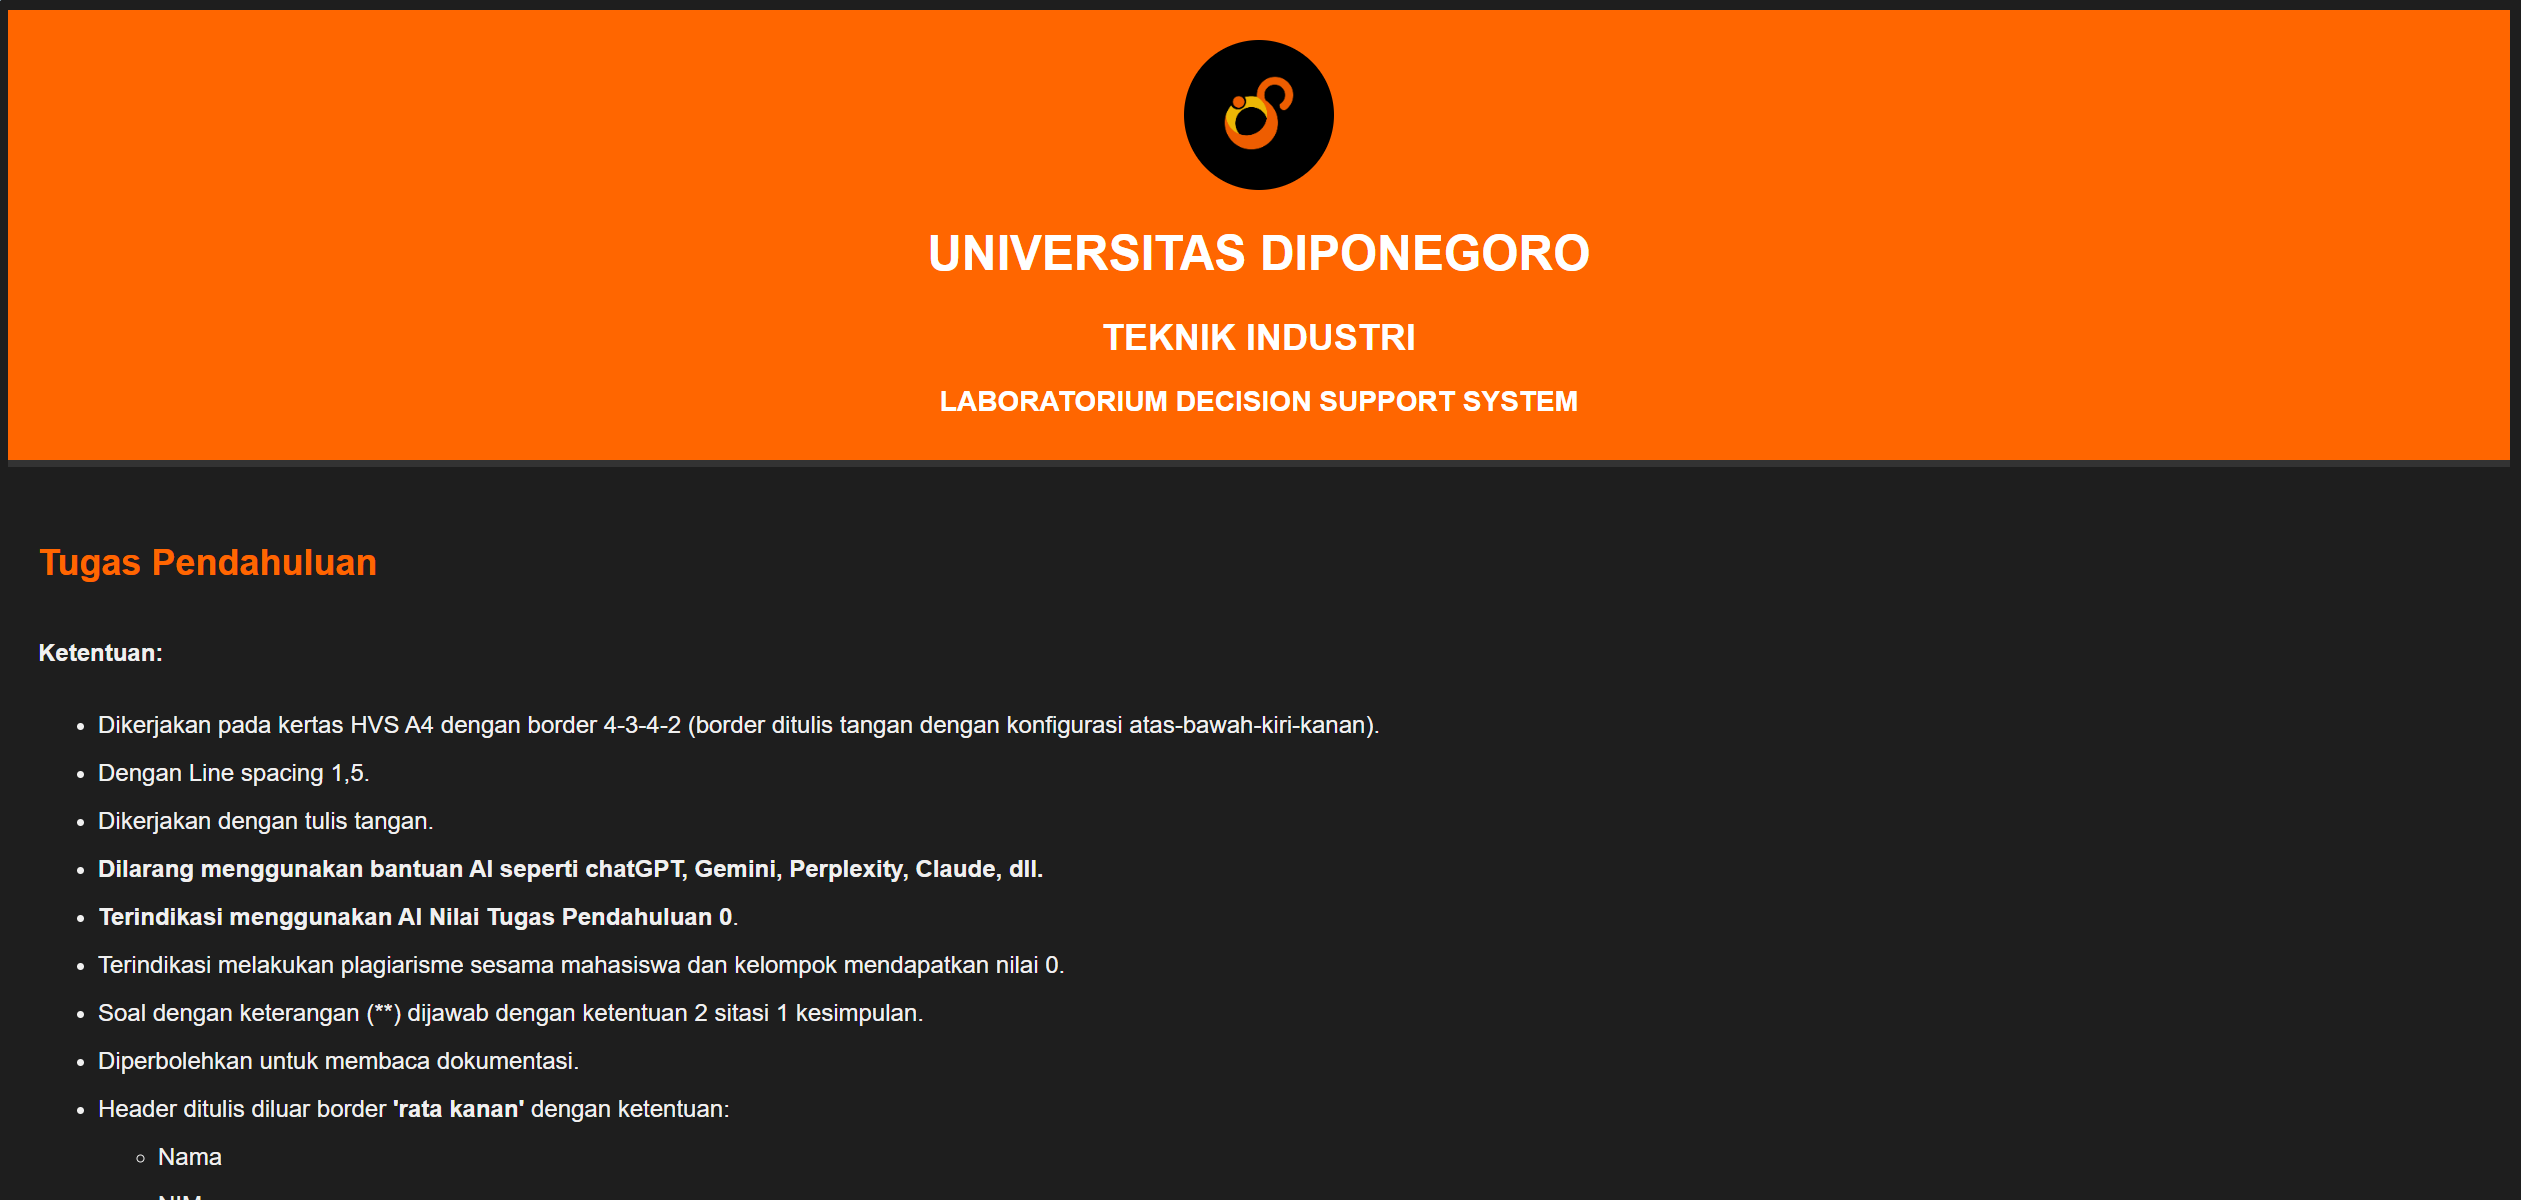 UNIVERSITAS DIPONEGORO
TEKNIK INDUSTRI
LABORATORIUM DECISION SUPPORT SYSTEM
Tugas Pendahuluan
Ketentuan:
• Dikerjakan pada kertas HVS A4 dengan border 4-3-4-2 (border ditulis tangan dengan konfigurasi atas-bawah-kiri-kanan).
• Dengan Line spacing 1,5.
• Dikerjakan dengan tulis tangan.
• Dilarang menggunakan bantuan AI seperti chatGPT, Gemini, Perplexity, Claude, dll.
• Terindikasi menggunakan AI Nilai Tugas Pendahuluan 0.
• Terindikasi melakukan plagiarisme sesama mahasiswa dan kelompok mendapatkan nilai 0.
• Soal dengan keterangan (**) dijawab dengan ketentuan 2 sitasi 1 kesimpulan.
• Diperbolehkan untuk membaca dokumentasi.
• Header ditulis diluar border 'rata kanan' dengan ketentuan:
◦ Nama